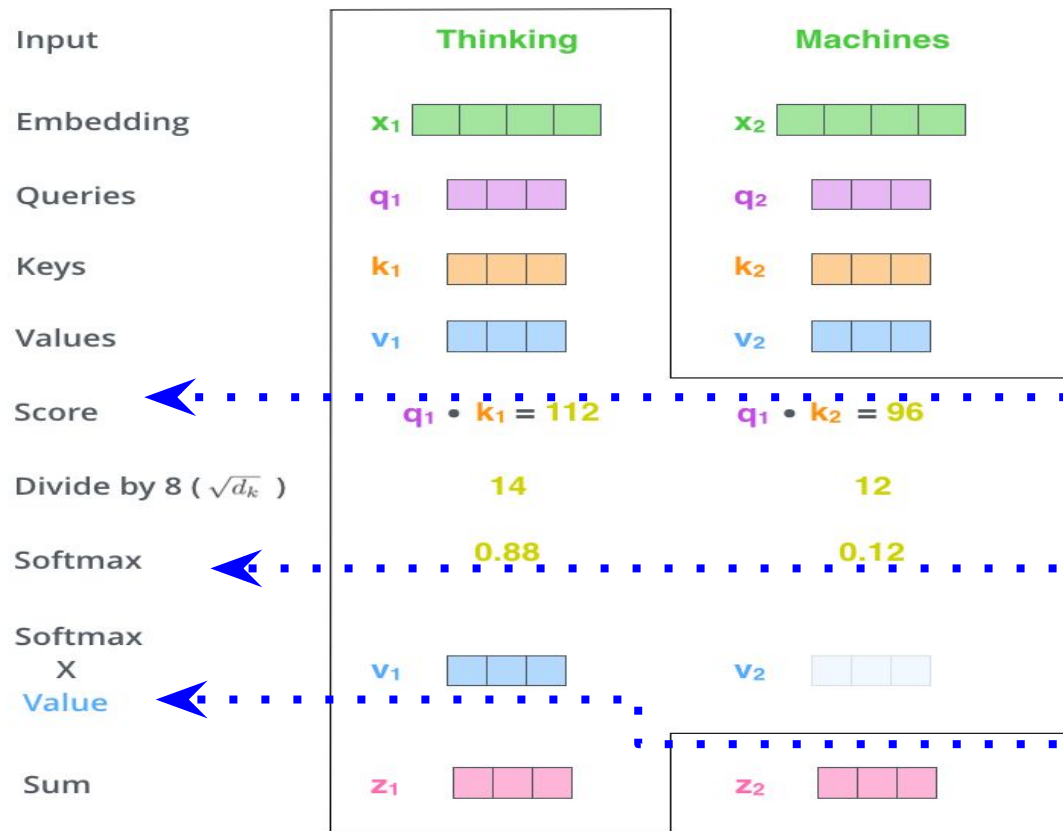 Input Thinking Machines
Embedding x₁ x₂
Queries q₁ q₂
Keys k₁ k₂
Values v₁ v₂
Score q₁ • k₁ = 112 q₁ • k₂ = 96
Divide by 8 ( √dₖ ) 14 12
Softmax 0.88 0.12
Softmax
X v₁ v₂
Value
Sum z₁ z₂